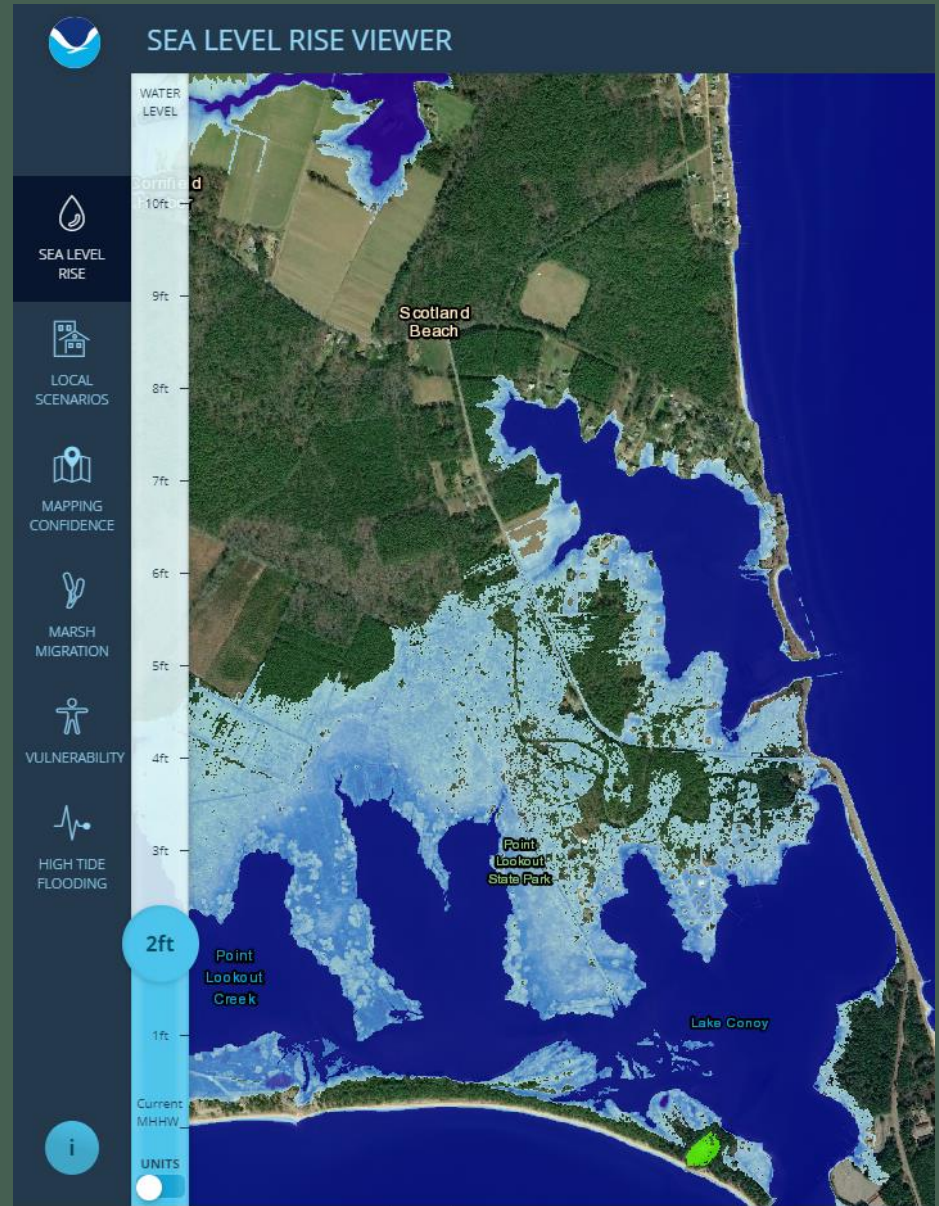 SEA LEVEL RISE VIEWER
WATER
LEVEL
10ft
9ft
8ft
7ft
6ft
5ft
4ft
3ft
2ft
1ft
Current
MHHW
UNITS
SEA LEVEL
RISE
LOCAL
SCENARIOS
MAPPING
CONFIDENCE
MARSH
MIGRATION
VULNERABILITY
HIGH TIDE
FLOODING
i
Cornfield
Scotland
Beach
Point
Lookout
State Park
Point
Lookout
Creek
Lake Conoy